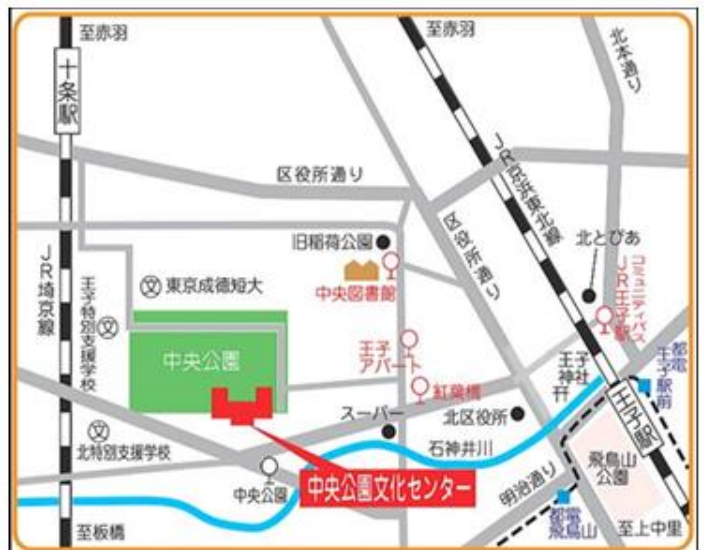 至赤羽
至赤羽
北本通り
十条駅
JR京浜東北線
区役所通り
区役所通り
旧稲荷公園
北とぴあ
中央図書館
コミュニティバス
JR王子駅
JR埼京線
王子特別支援学校
文
東京成徳短大
文
中央公園
王子
アパート
紅葉橋
王子
神社
都電
王子駅前
王子駅
スーパー
北区役所
文
北特別支援学校
石神井川
飛鳥山
公園
中央公園
中央公園文化センター
明治通り
都電
飛鳥山
至板橋
至上中里